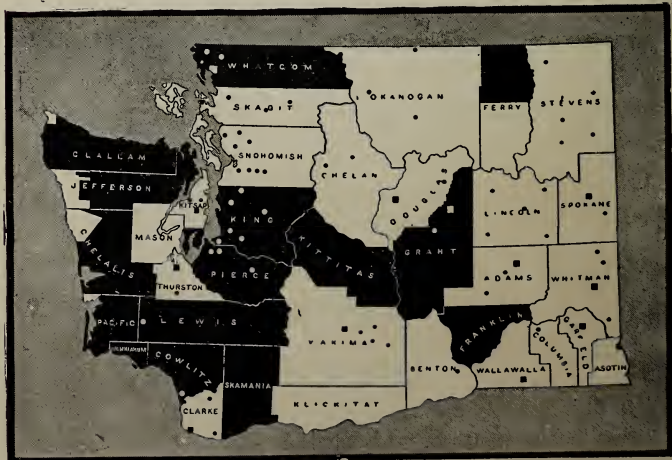 WHATCOM
SKAGIT
OKANOGAN
FERRY
STEVENS
CLALLAM
SNOHOMISH
JEFFERSON
CHELAN
DOUGLAS
KITSAP
LINCOLN
SPOKANE
KING
MASON
CHEHALIS
KITTITAS
GRANT
PIERCE
THURSTON
ADAMS
WHITMAN
PACIFIC
LEWIS
FRANKLIN
GARFIELD
COLUMBIA
YAKIMA
COWLITZ
SKAMANIA
BENTON
WALLAWALLA
ASOTIN
CLARKE
KLICKITAT